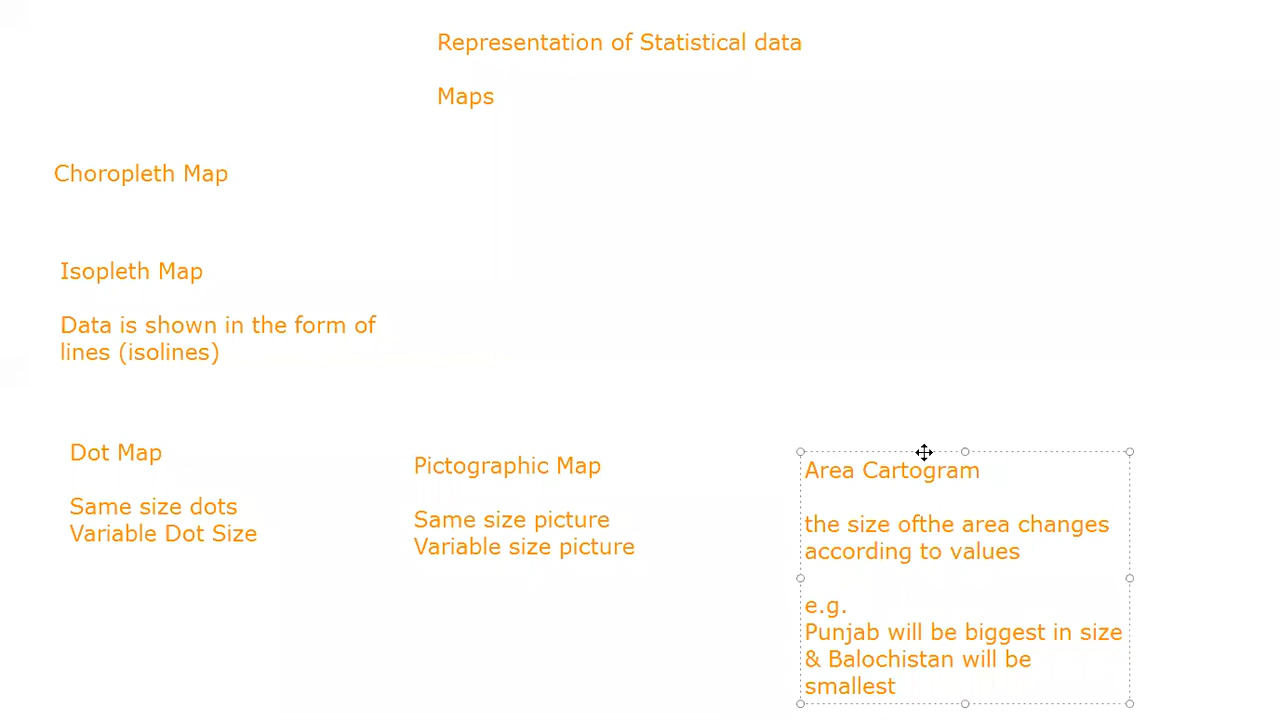 Representation of Statistical data
Maps
Choropleth Map
Isopleth Map
Data is shown in the form of
lines (isolines)
Dot Map
Same size dots
Variable Dot Size
Pictographic Map
Same size picture
Variable size picture
Area Cartogram
the size ofthe area changes
according to values
e.g.
Punjab will be biggest in size
& Balochistan will be
smallest